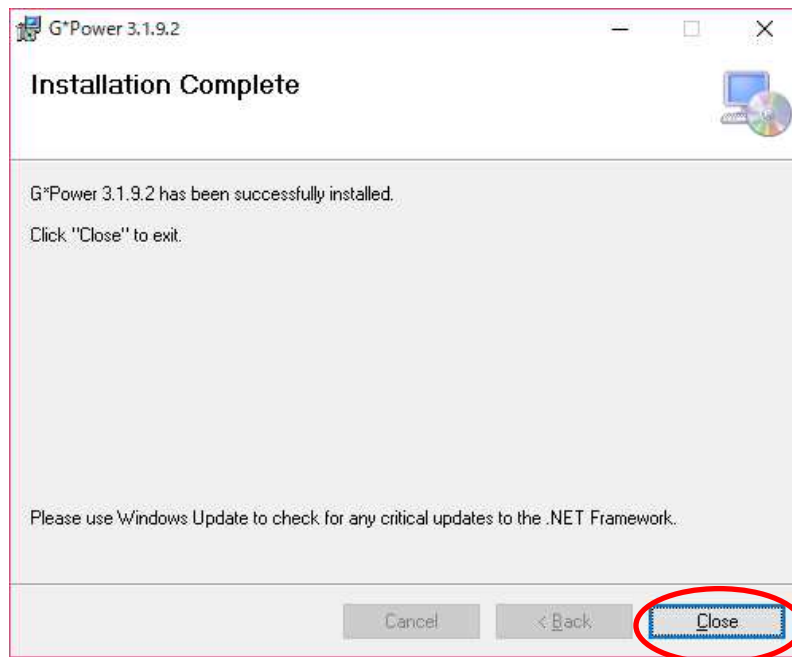 G*Power 3.1.9.2
Installation Complete
G*Power 3.1.9.2 has been successfully installed.
Click "Close" to exit.
Please use Windows Update to check for any critical updates to the .NET Framework.
Cancel < Back Close